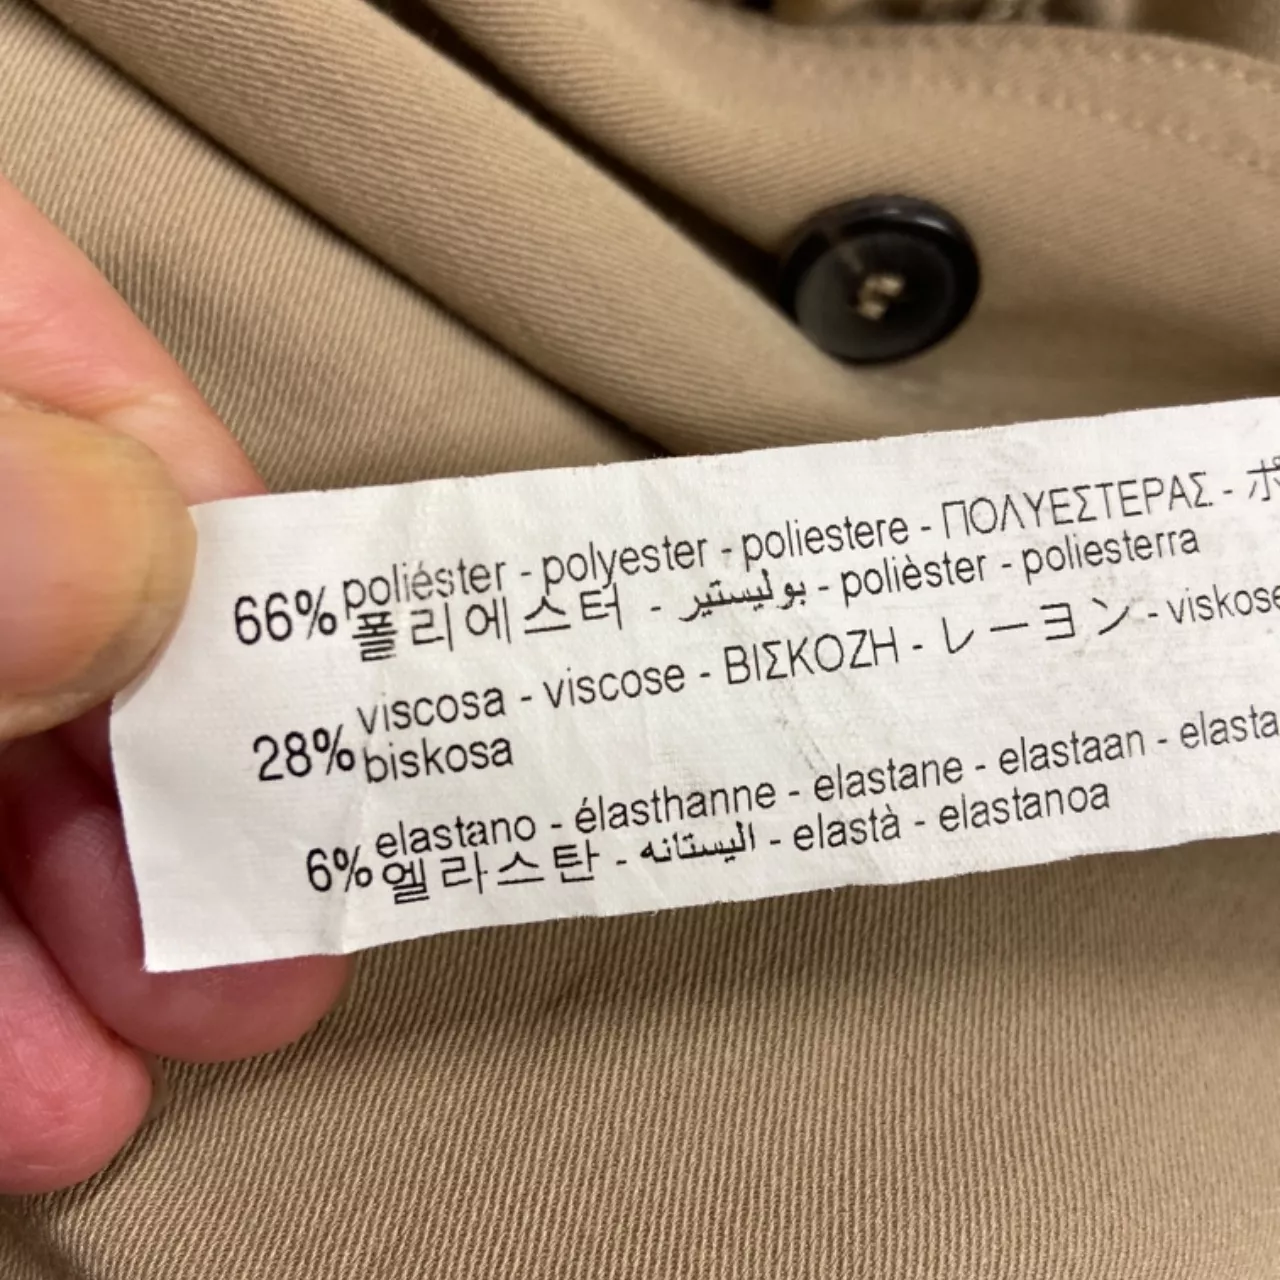 66% poliéster - polyester - poliestere - ΠΟΛΥΕΣΤΕΡΑΣ - ポ
폴리에스터 - بوليستير - polièster - poliesterra
28% viscosa - viscose - ΒΙΣΚΟΖΗ - レーヨン - viskose
biskosa
6% elastano - élasthanne - elastane - elastaan - elasta
엘라스탄 - اليستانه - elastà - elastanoa